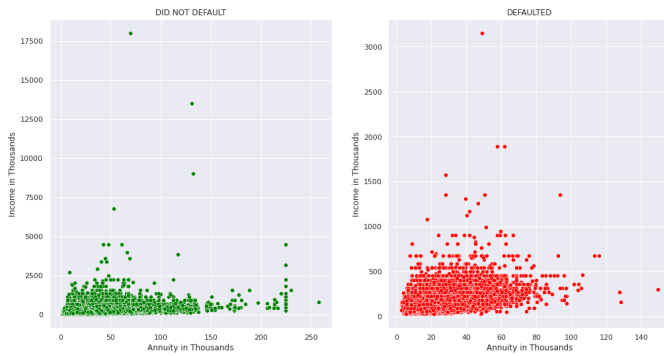 DID NOT DEFAULT
17500
15000
12500
10000
7500
5000
2500
0
Income in Thousands
0 50 100 150 200 250
Annuity in Thousands
DEFAULTED
3000
2500
2000
1500
1000
500
0
Income in Thousands
0 20 40 60 80 100 120 140
Annuity in Thousands